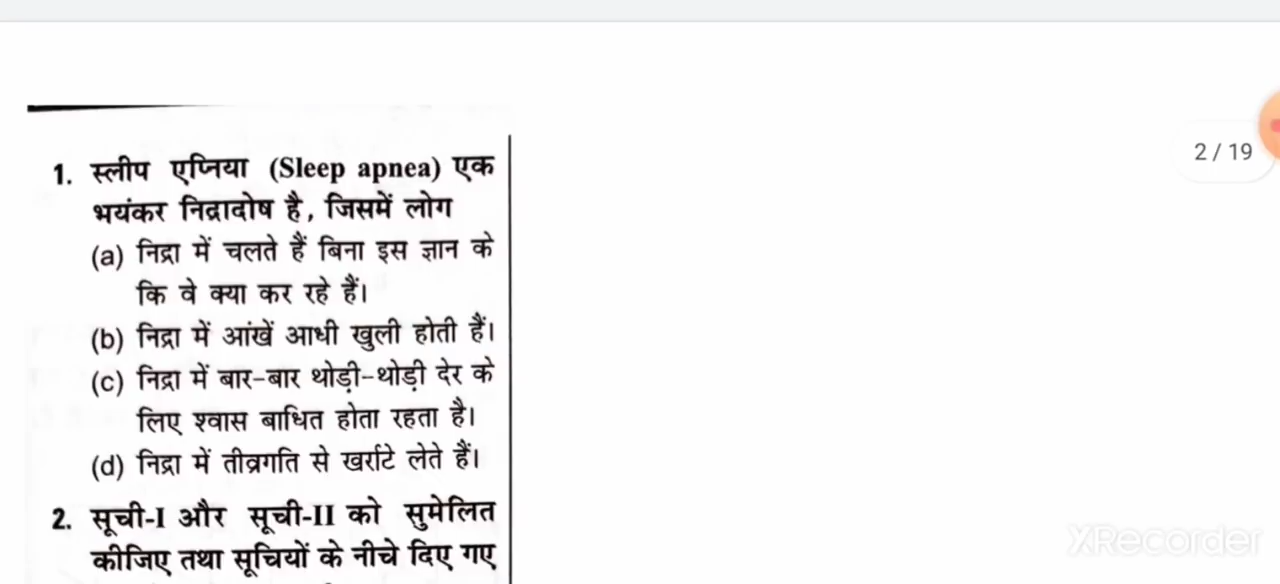 2 / 19
1. स्लीप एप्निया (Sleep apnea) एक
भयंकर निद्रादोष है, जिसमें लोग
(a) निद्रा में चलते हैं बिना इस ज्ञान के
कि वे क्या कर रहे हैं।
(b) निद्रा में आंखें आधी खुली होती हैं।
(c) निद्रा में बार-बार थोड़ी-थोड़ी देर के
लिए श्वास बाधित होता रहता है।
(d) निद्रा में तीव्रगति से खर्राटे लेते हैं।
2. सूची-I और सूची-II को सुमेलित
कीजिए तथा सूचियों के नीचे दिए गए
XRecorder